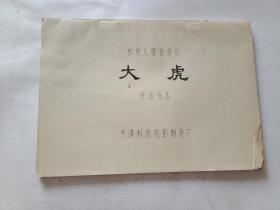 彩色儿童故事片
大虎
完成台本
天津科教电影制片厂